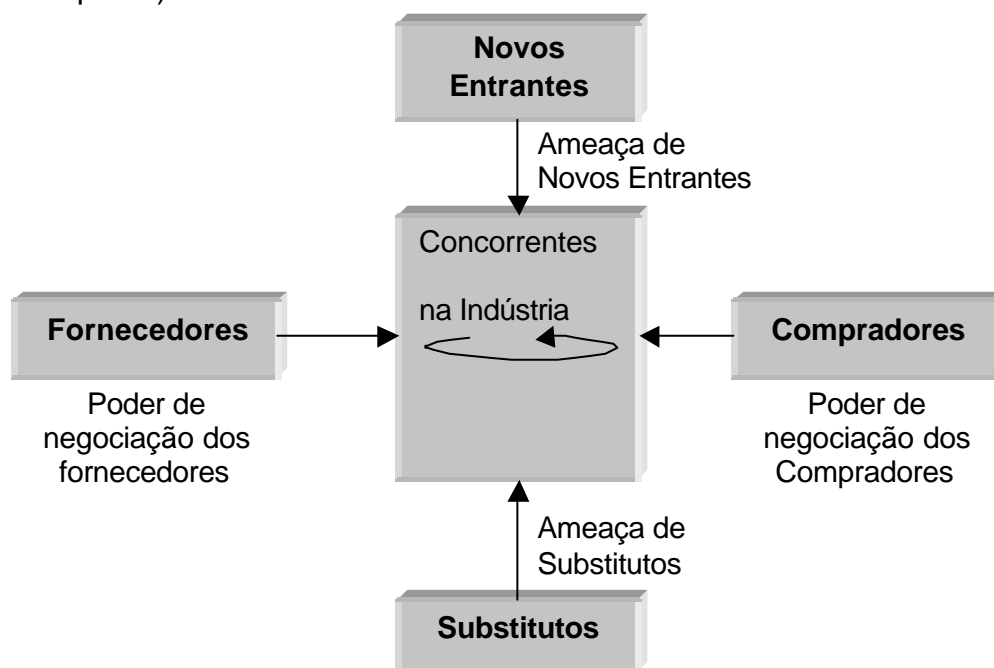 Novos
Entrantes
Ameaça de
Novos Entrantes
Concorrentes
na Indústria
Fornecedores
Compradores
Poder de
negociação dos
fornecedores
Poder de
negociação dos
Compradores
Ameaça de
Substitutos
Substitutos